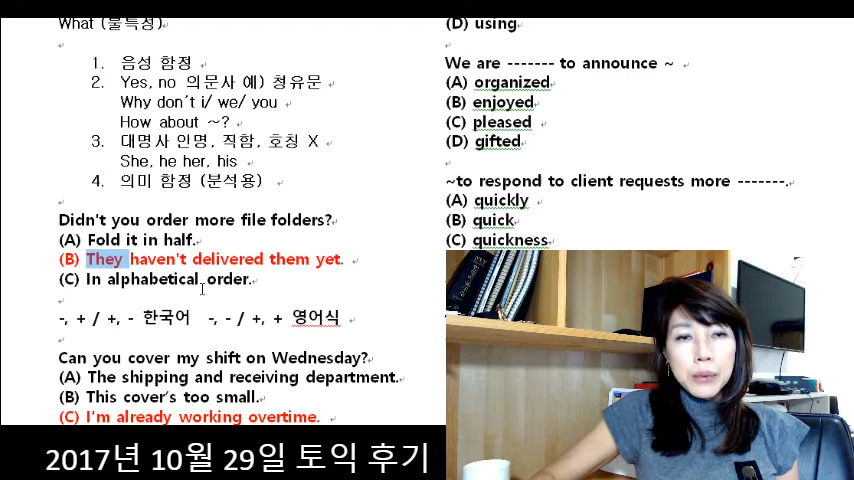 What (불특정)
1. 음성 함정
2. Yes, no 의문사 예) 청유문
Why don't i/ we/ you
How about ~?
3. 대명사 인명, 직함, 호칭 X
She, he her, his
4. 의미 함정 (분석용)
Didn't you order more file folders?
(A) Fold it in half.
(B) They haven't delivered them yet.
(C) In alphabetical order.
-, + / +, - 한국어 -, - / +, + 영어식
Can you cover my shift on Wednesday?
(A) The shipping and receiving department.
(B) This cover's too small.
(C) I'm already working overtime.
(D) using
We are ------- to announce ~
(A) organized
(B) enjoyed
(C) pleased
(D) gifted
~to respond to client requests more -------.
(A) quickly
(B) quick
(C) quickness
2017년 10월 29일 토익 후기